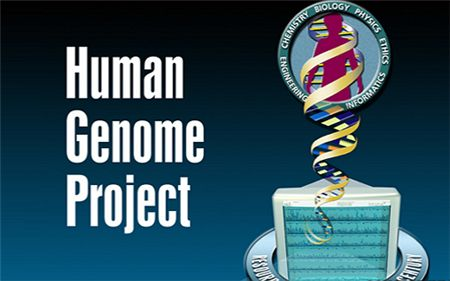 Human
Genome
Project
CHEMISTRY BIOLOGY PHYSICS ETHICS
ENGINEERING
INFORMATICS